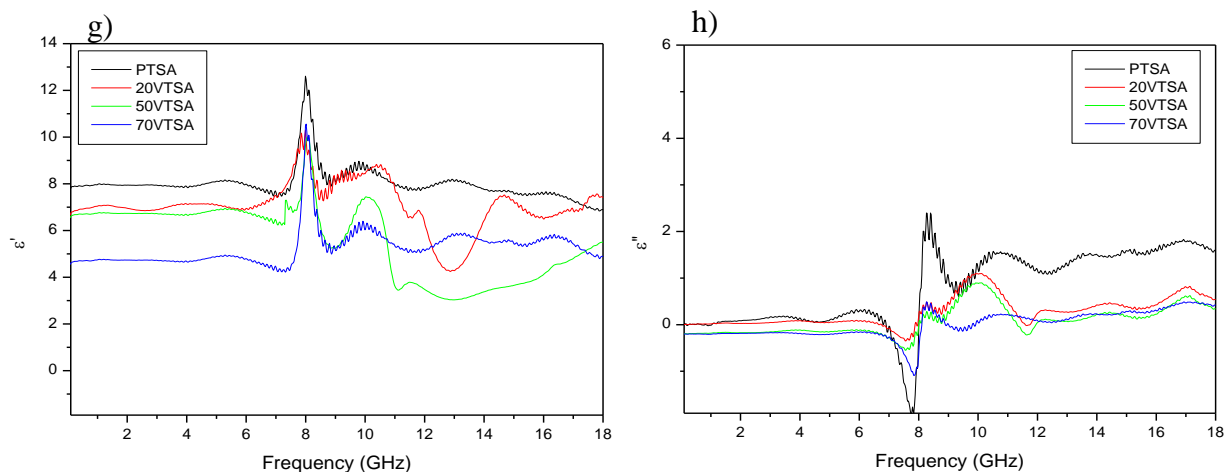 g)
14
12
10
8
6
4
2
0
ε'
PTSA
20VTSA
50VTSA
70VTSA
2 4 6 8 10 12 14 16 18
Frequency (GHz)
h)
6
4
2
0
ε"
PTSA
20VTSA
50VTSA
70VTSA
2 4 6 8 10 12 14 16 18
Frequency (GHz)